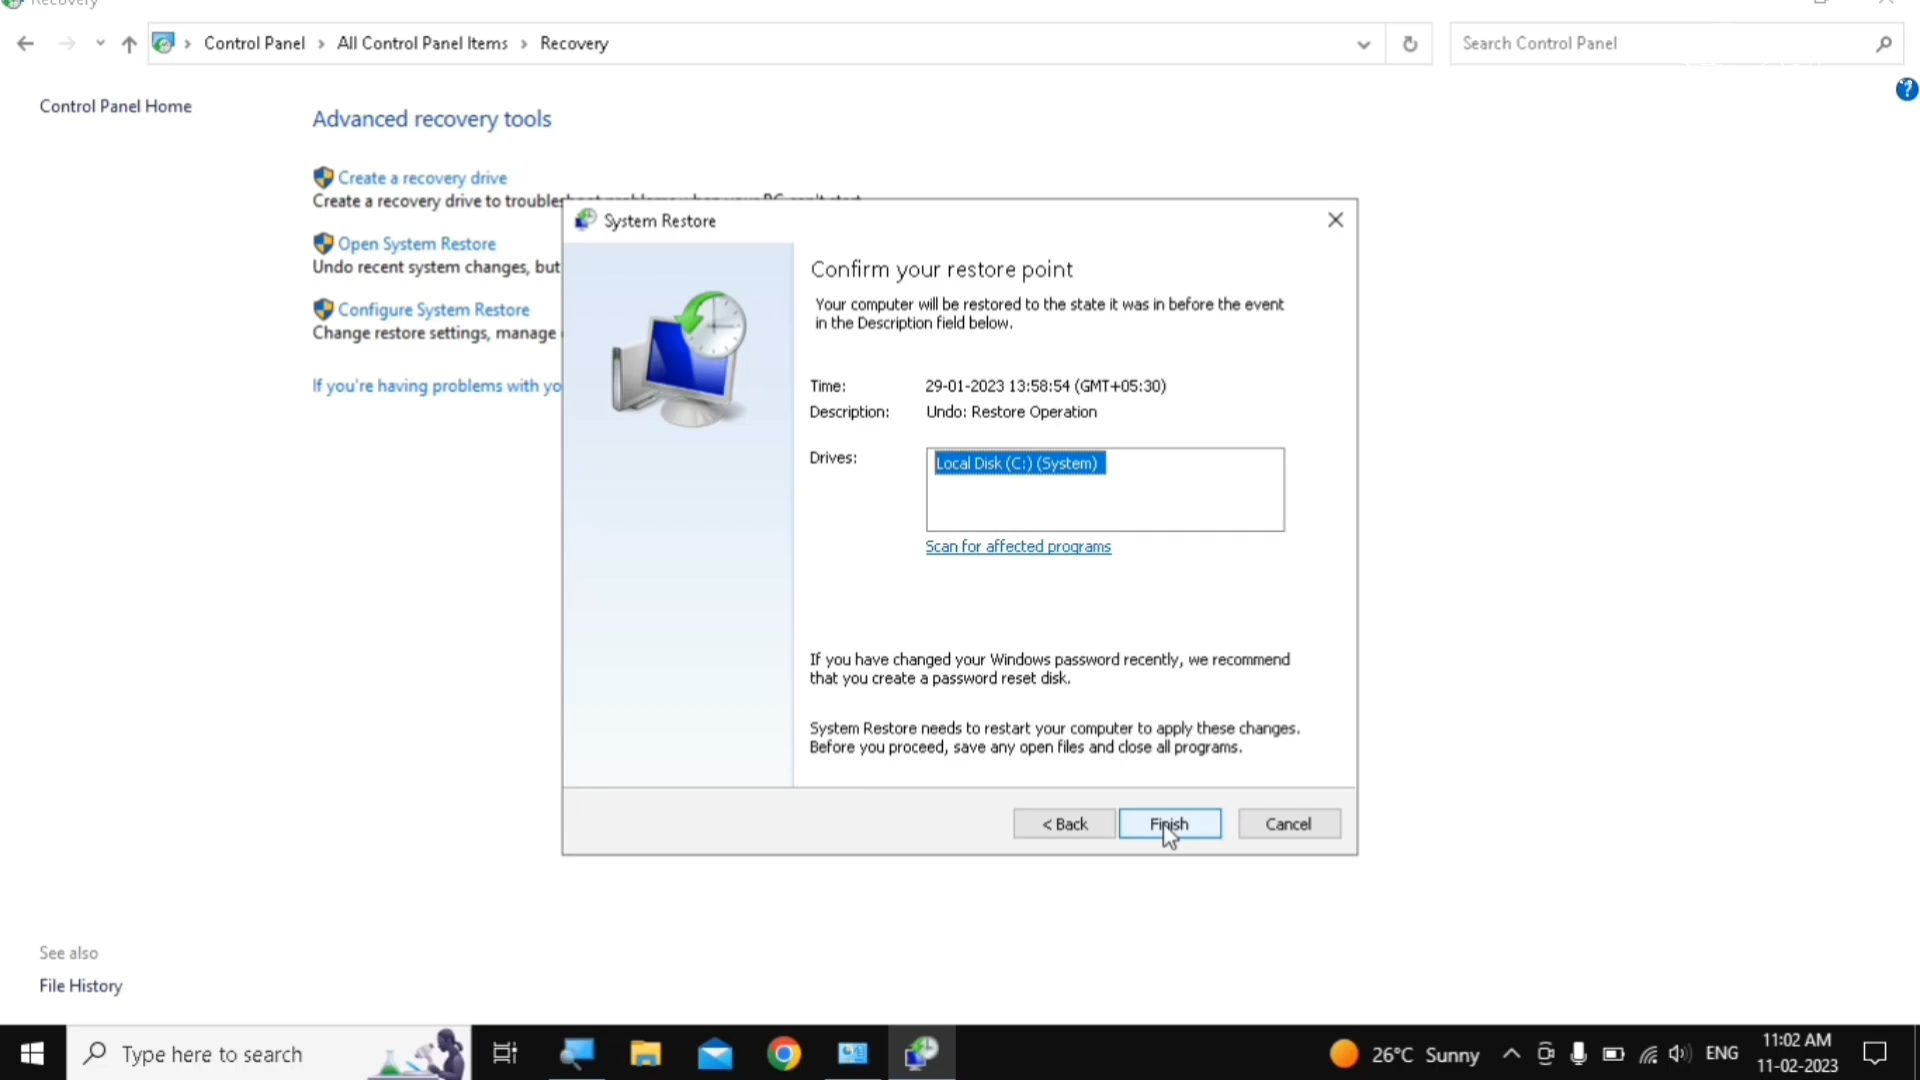 Recovery
Control Panel > All Control Panel Items > Recovery
Search Control Panel
?
Control Panel Home
Advanced recovery tools
Create a recovery drive
Create a recovery drive to
Open System Restore
Undo recent system changes, but
Configure System Restore
Change restore settings, manage
If you're having problems with yo
System Restore
Confirm your restore point
Your computer will be restored to the state it was in before the event
in the Description field below.
Time: 29-01-2023 13:58:54 (GMT+05:30)
Description: Undo: Restore Operation
Drives: Local Disk (C:) (System)
Scan for affected programs
If you have changed your Windows password recently, we recommend
that you create a password reset disk.
System Restore needs to restart your computer to apply these changes.
Before you proceed, save any open files and close all programs.
< Back Finish Cancel
See also
File History
Type here to search
26°C Sunny
ENG
11:02 AM
11-02-2023